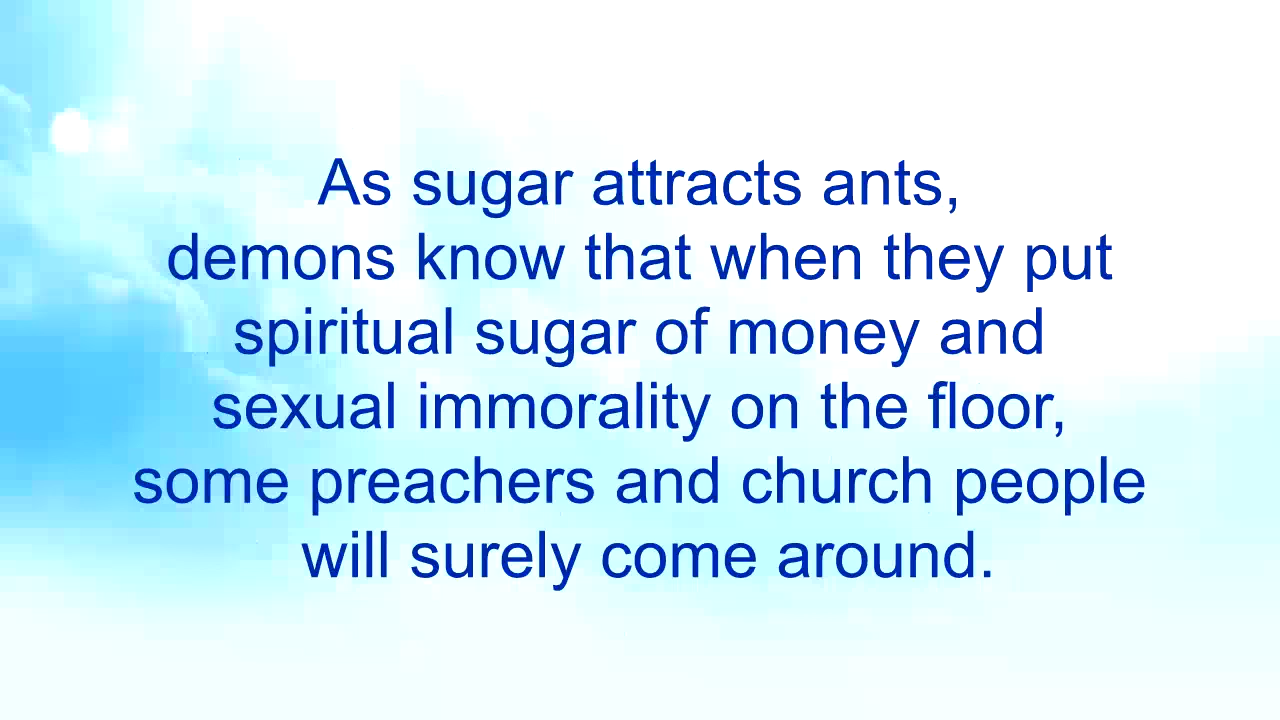 As sugar attracts ants,
demons know that when they put
spiritual sugar of money and
sexual immorality on the floor,
some preachers and church people
will surely come around.